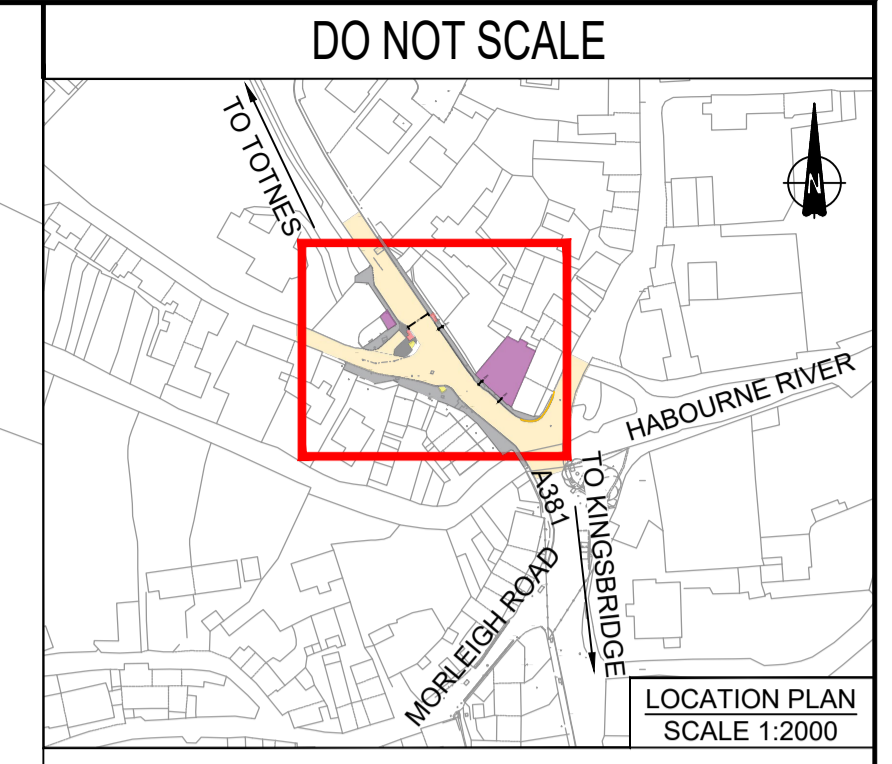 DO NOT SCALE
TO TOTNES
N
HABOURNE RIVER
A381
TO KINGSBRIDGE
MORLEIGH ROAD
LOCATION PLAN
SCALE 1:2000